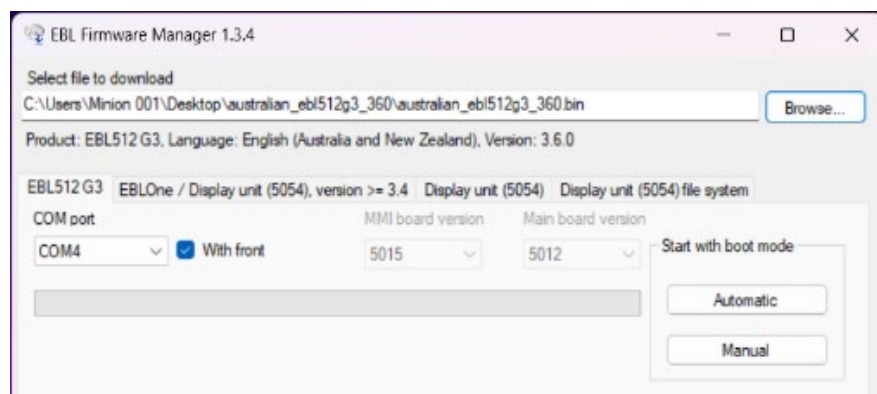 EBL Firmware Manager 1.3.4
Select file to download
C:\Users\Minion 001\Desktop\australian_ebl512g3_360\australian_ebl512g3_360.bin
Browse...
Product: EBL512 G3, Language: English (Australia and New Zealand), Version: 3.6.0
EBL512 G3 EBLOne / Display unit (5054), version >= 3.4 Display unit (5054) Display unit (5054) file system
COM port MMI board version Main board version
COM4 With front 5015 5012 Start with boot mode
Automatic
Manual